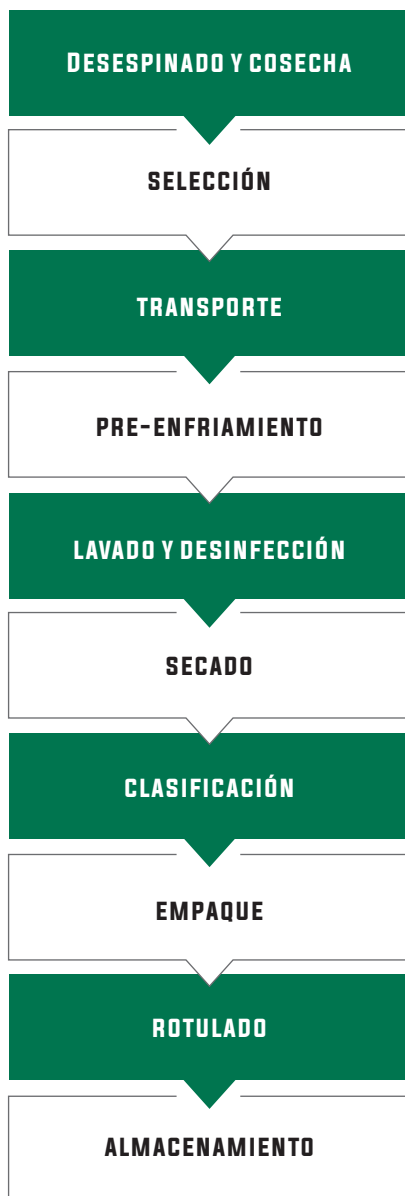 DESESPINADO Y COSECHA
SELECCIÓN
TRANSPORTE
PRE-ENFRIAMIENTO
LAVADO Y DESINFECCIÓN
SECADO
CLASIFICACIÓN
EMPAQUE
ROTULADO
ALMACENAMIENTO